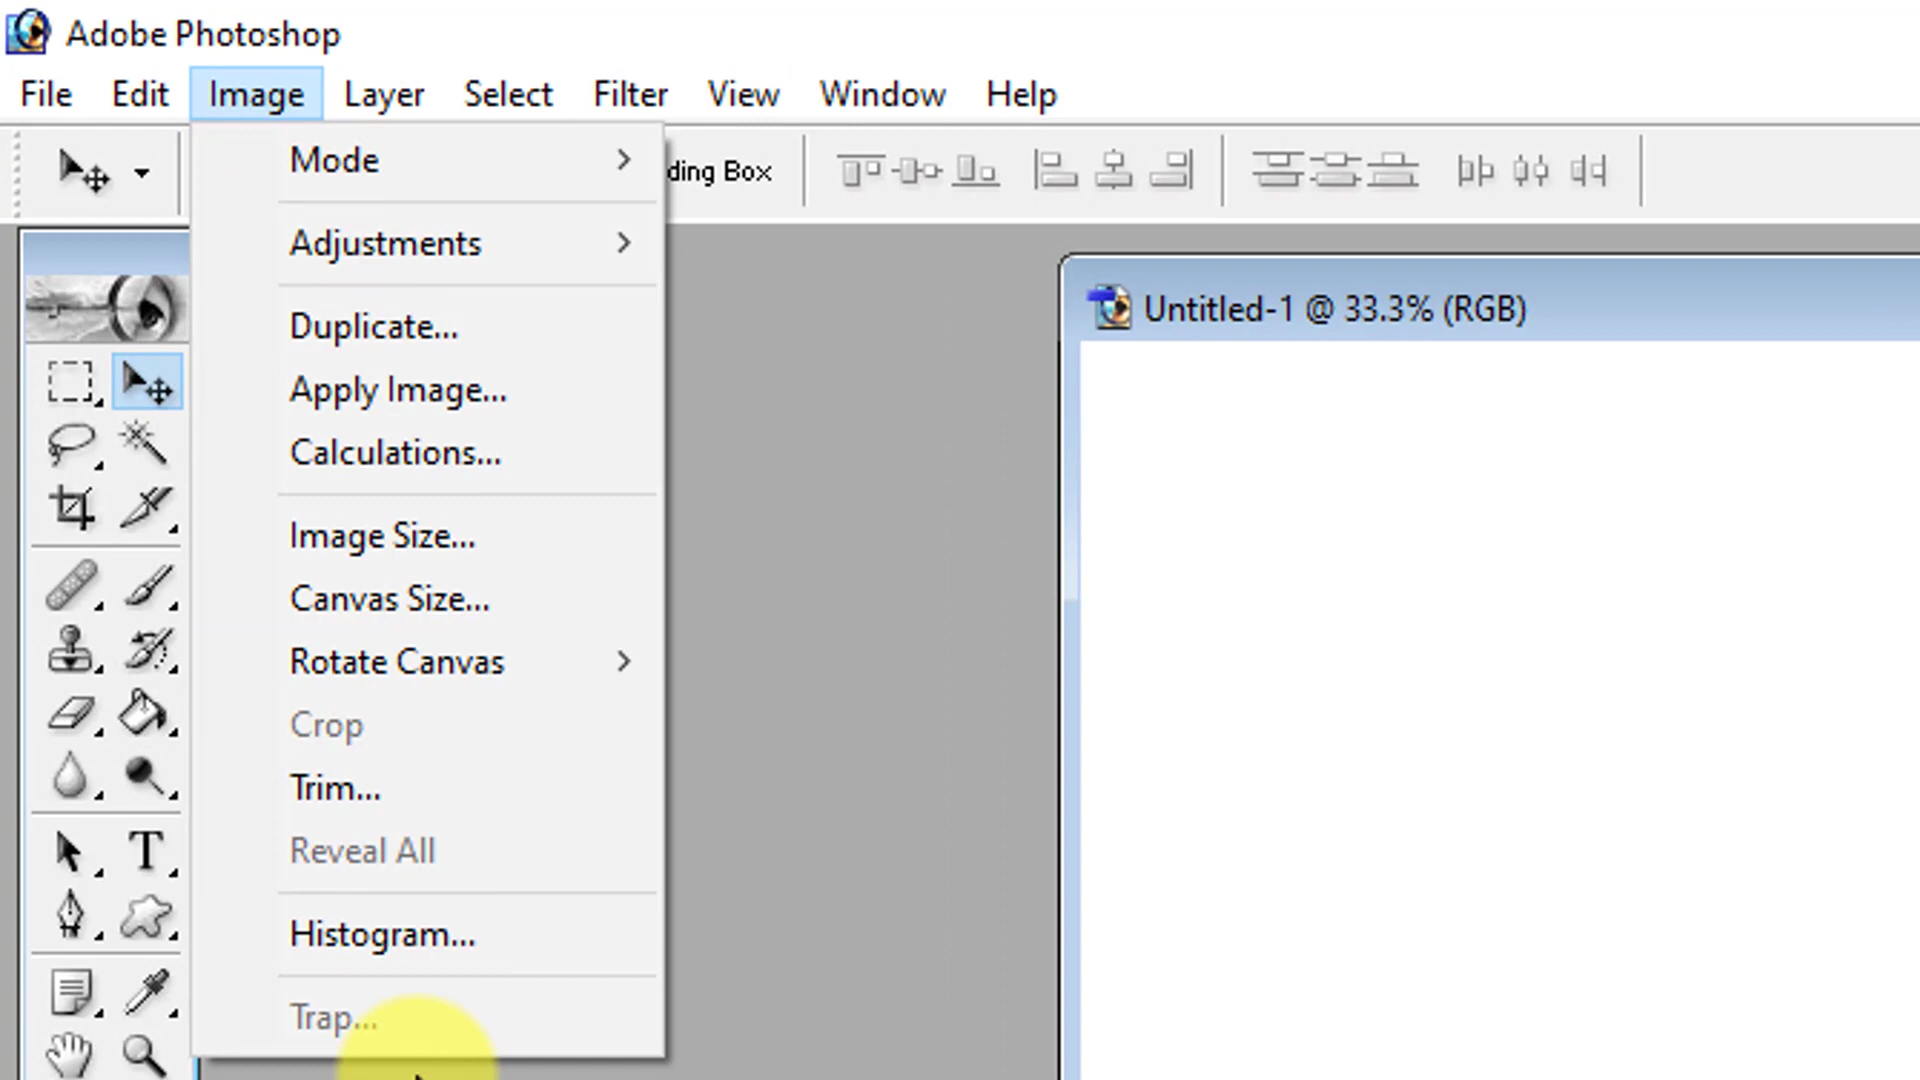 Adobe Photoshop
File Edit Image Layer Select Filter View Window Help
Mode
ding Box
Adjustments
Untitled-1 @ 33.3% (RGB)
Duplicate...
Apply Image...
Calculations...
Image Size...
Canvas Size...
Rotate Canvas
Crop
Trim...
Reveal All
Histogram...
Trap...